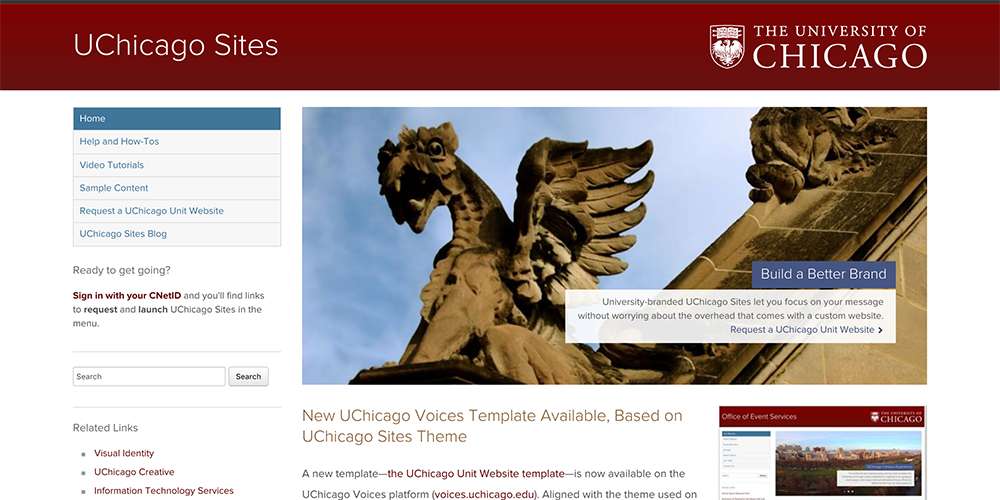 UChicago Sites
THE UNIVERSITY OF
CHICAGO
Home
Help and How-Tos
Video Tutorials
Sample Content
Request a UChicago Unit Website
UChicago Sites Blog
Ready to get going?
Sign in with your CNetID and you'll find links
to request and launch UChicago Sites in the
menu.
Search
Search
Related Links
Visual Identity
UChicago Creative
Information Technology Services
Build a Better Brand
University-branded UChicago Sites let you focus on your message
without worrying about the overhead that comes with a custom website.
Request a UChicago Unit Website
New UChicago Voices Template Available, Based on
UChicago Sites Theme
A new template—the UChicago Unit Website template—is now available on the
UChicago Voices platform (voices.uchicago.edu). Aligned with the theme used on
Office of Event Services
THE UNIVERSITY OF
CHICAGO